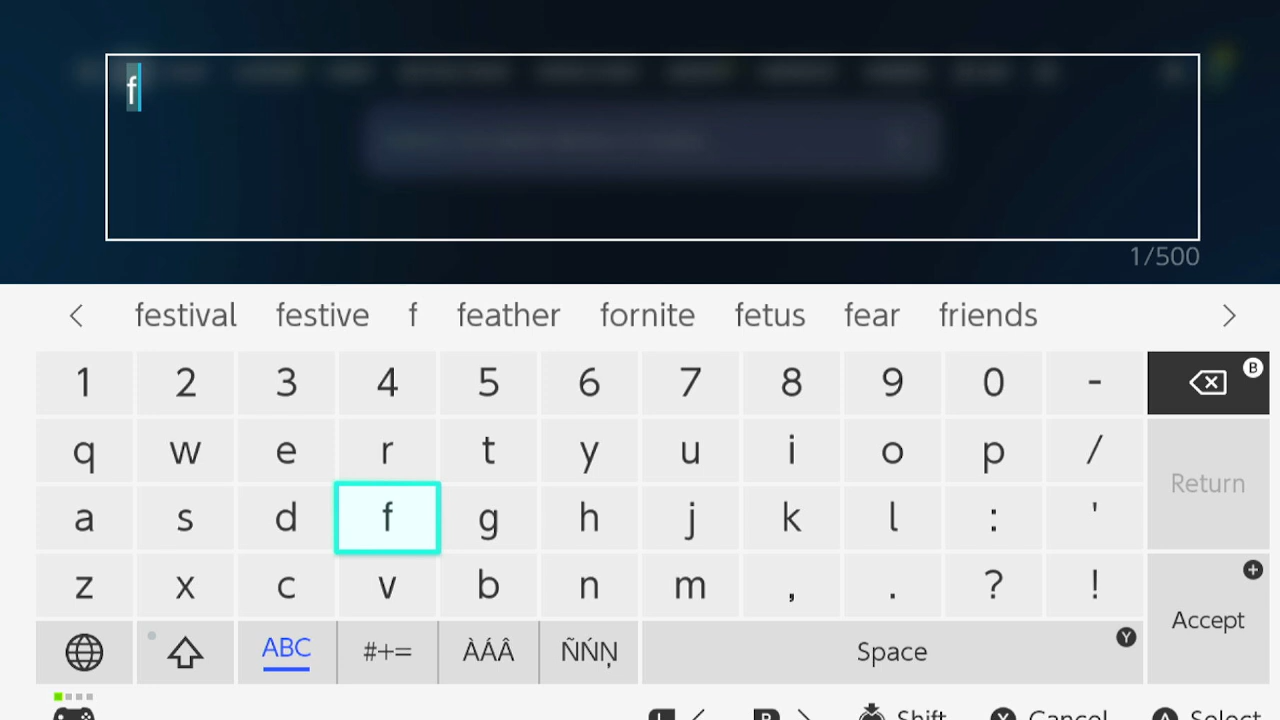 f
1/500
festival festive f feather fornite fetus fear friends
1 2 3 4 5 6 7 8 9 0 - B
q w e r t y u i o p /
Return
a s d f g h j k l : '
z x c v b n m , . ? ! +
Accept
ABC #+= ÀÁÂ ÑŃŅ Space Y
L R Shift X Cancel A Select